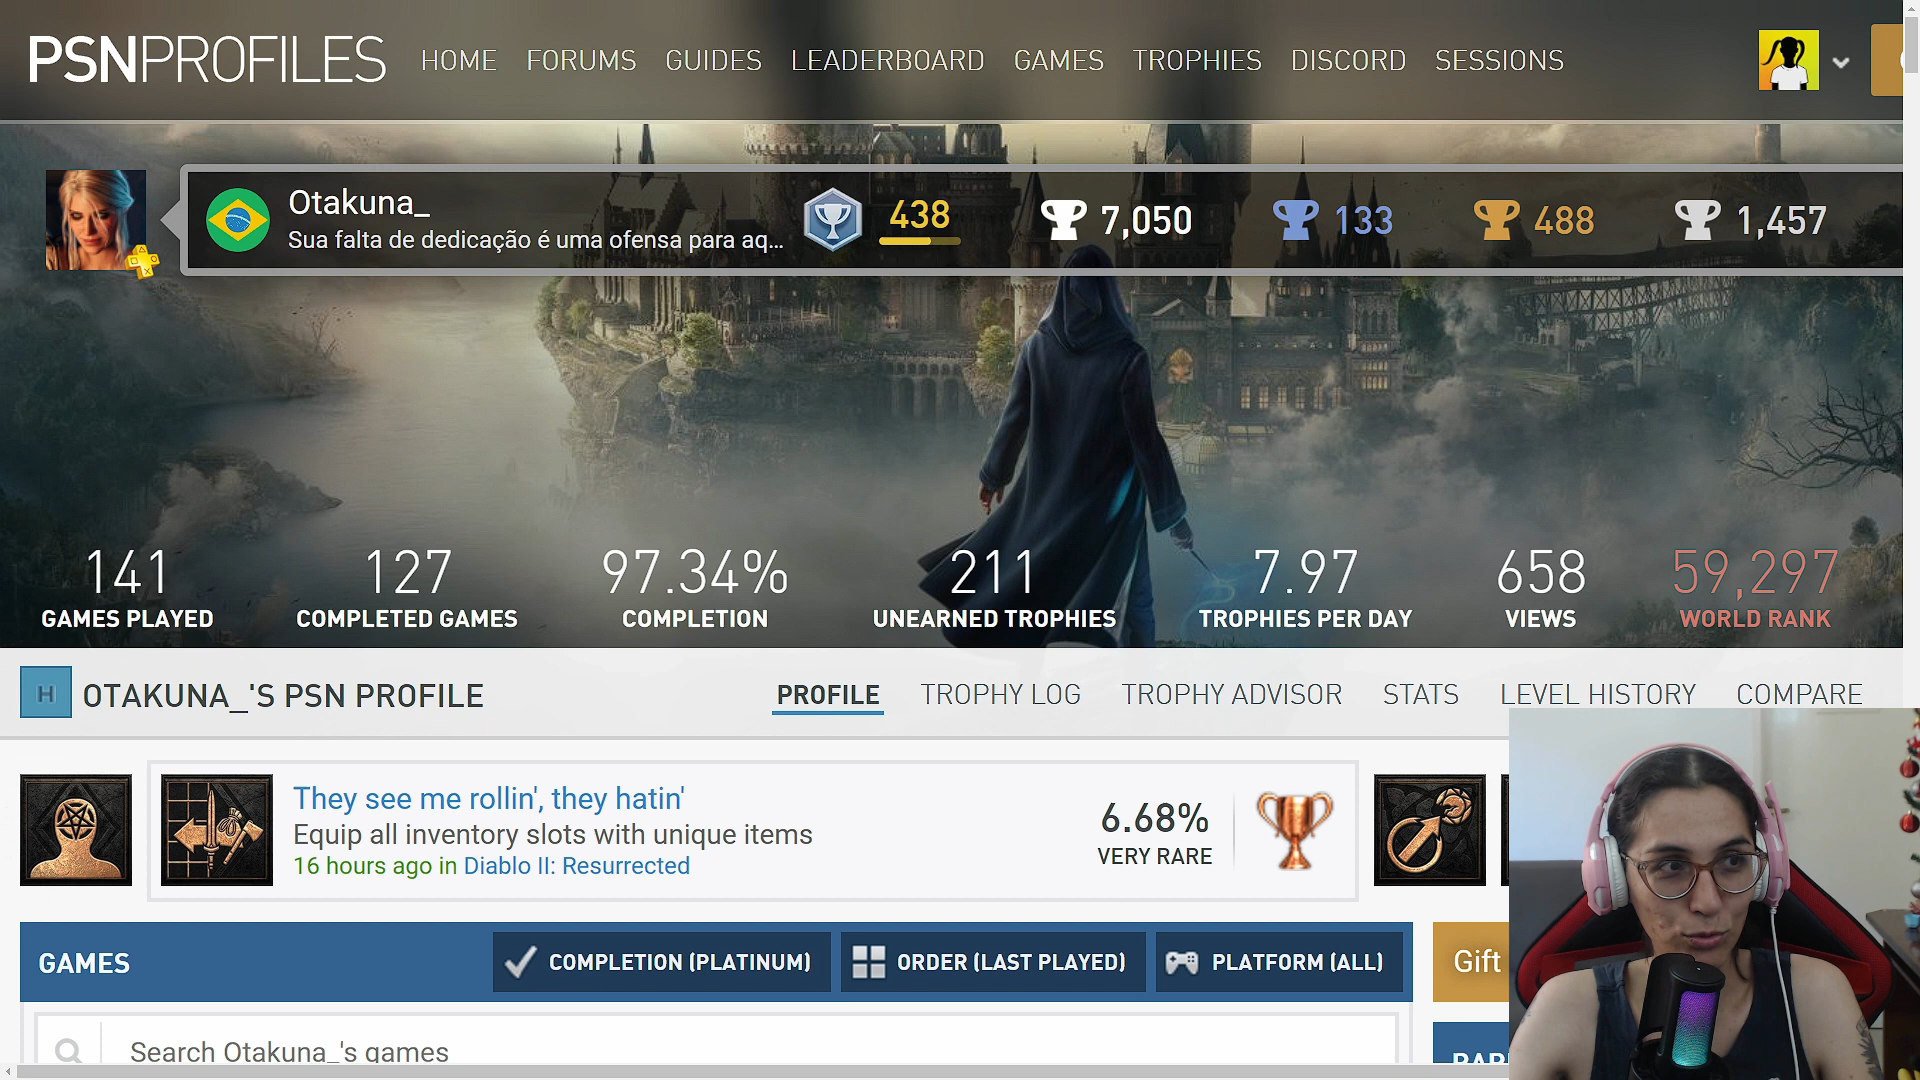 PSNPROFILES HOME FORUMS GUIDES LEADERBOARD GAMES TROPHIES DISCORD SESSIONS
Otakuna_
Sua falta de dedicação é uma ofensa para aq...
438 7,050 133 488 1,457
141 127 97.34% 211 7.97 658 59,297
GAMES PLAYED COMPLETED GAMES COMPLETION UNEARNED TROPHIES TROPHIES PER DAY VIEWS WORLD RANK
H OTAKUNA_'S PSN PROFILE PROFILE TROPHY LOG TROPHY ADVISOR STATS LEVEL HISTORY COMPARE
They see me rollin', they hatin'
Equip all inventory slots with unique items
16 hours ago in Diablo II: Resurrected
6.68%
VERY RARE
GAMES COMPLETION (PLATINUM) ORDER (LAST PLAYED) PLATFORM (ALL)
Gift
Search Otakuna_'s games